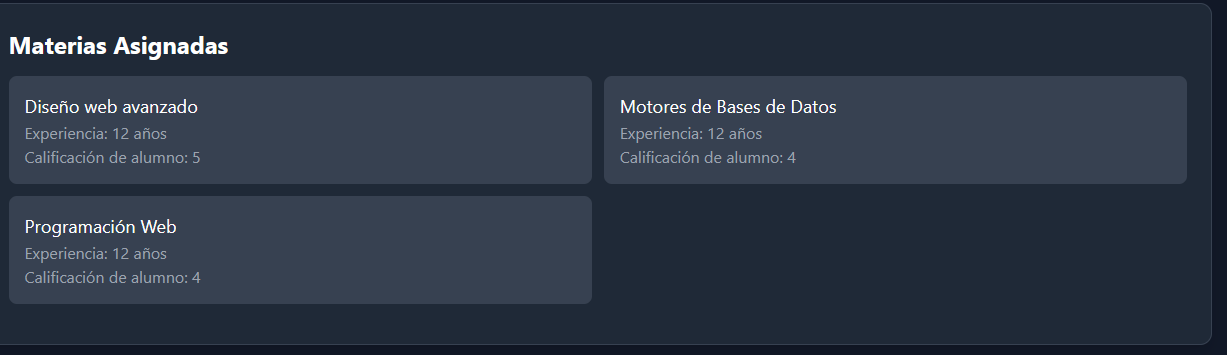 Materias Asignadas
Diseño web avanzado
Experiencia: 12 años
Calificación de alumno: 5
Motores de Bases de Datos
Experiencia: 12 años
Calificación de alumno: 4
Programación Web
Experiencia: 12 años
Calificación de alumno: 4